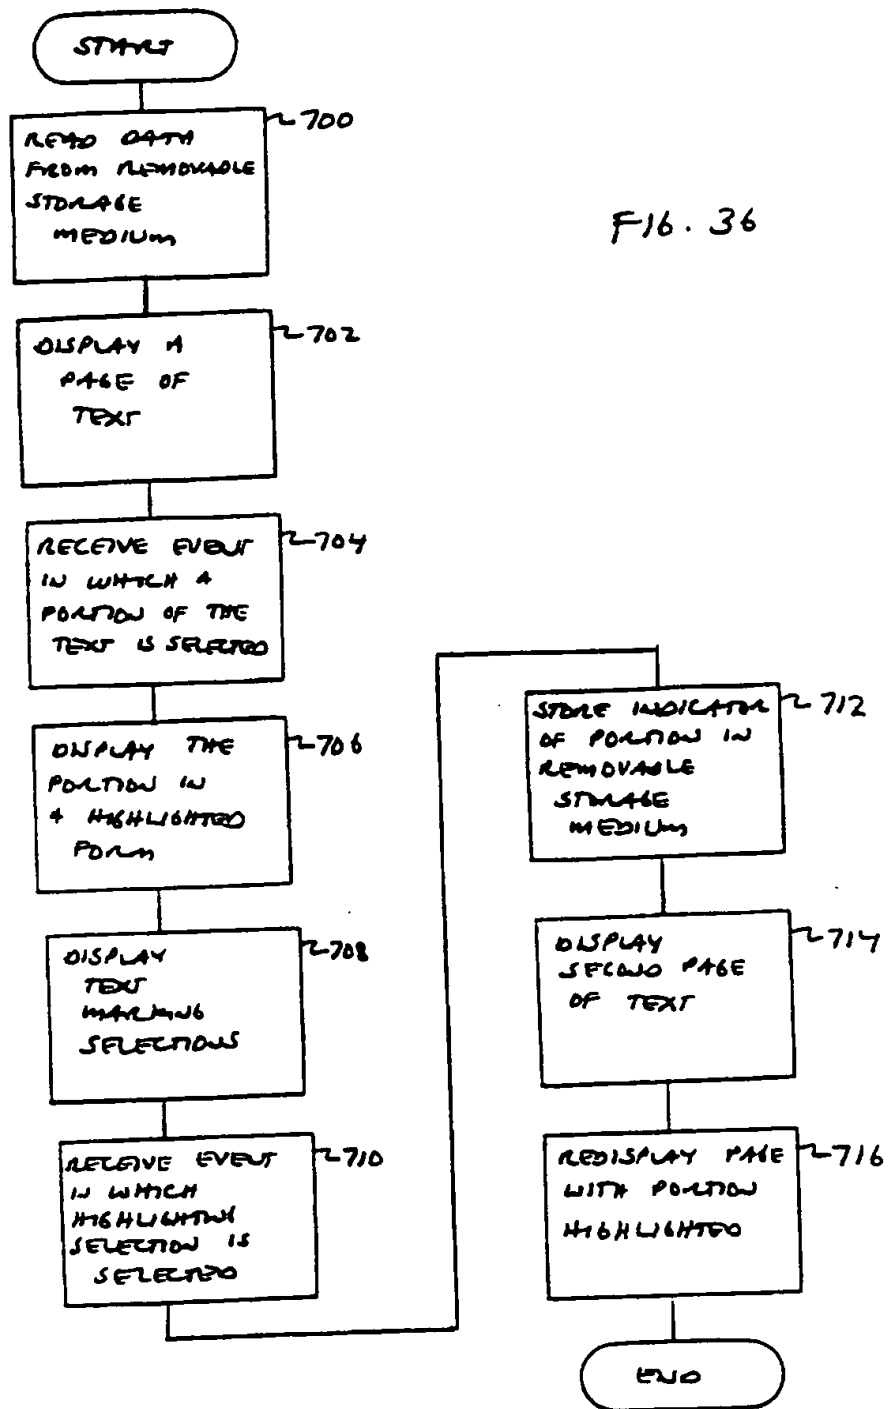 START
700
READ DATA
FROM REMOVABLE
STORAGE
MEDIUM
FIG. 36
702
DISPLAY A
PAGE OF
TEXT
704
RECEIVE EVENT
IN WHICH A
PORTION OF THE
TEXT IS SELECTED
706
DISPLAY THE
PORTION IN
A HIGHLIGHTED
FORM
708
DISPLAY
TEXT
MARKING
SELECTIONS
710
RECEIVE EVENT
IN WHICH
HIGHLIGHTING
SELECTION IS
SELECTED
712
STORE INDICATOR
OF PORTION IN
REMOVABLE
STORAGE
MEDIUM
714
DISPLAY
SECOND PAGE
OF TEXT
716
REDISPLAY PAGE
WITH PORTION
HIGHLIGHTED
END